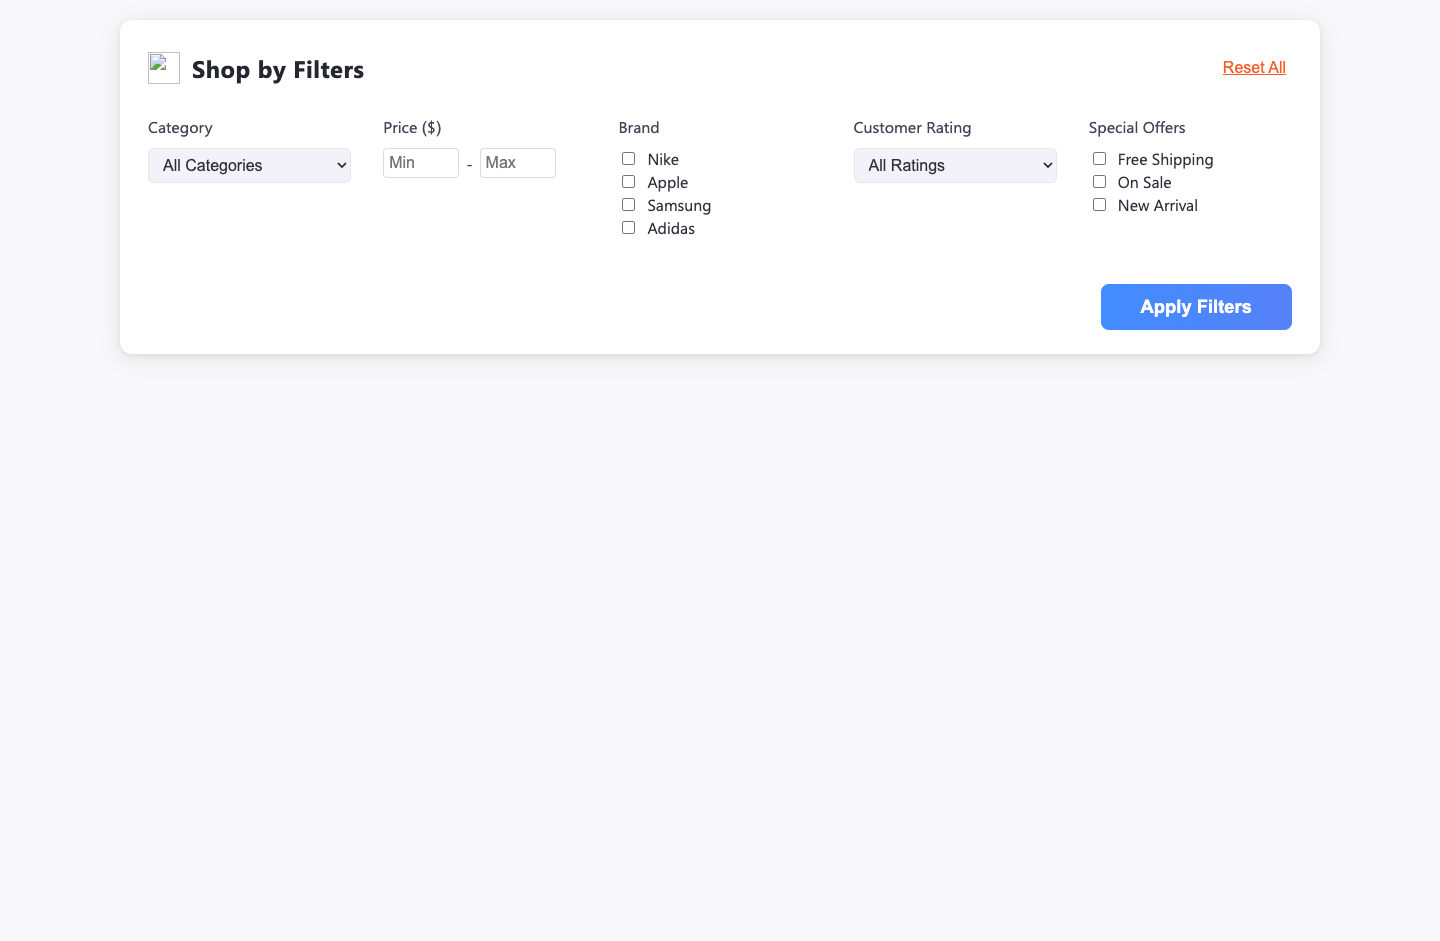 Shop by Filters
Reset All
Category
All Categories
Price ($)
Min - Max
Brand
Nike
Apple
Samsung
Adidas
Customer Rating
All Ratings
Special Offers
Free Shipping
On Sale
New Arrival
Apply Filters